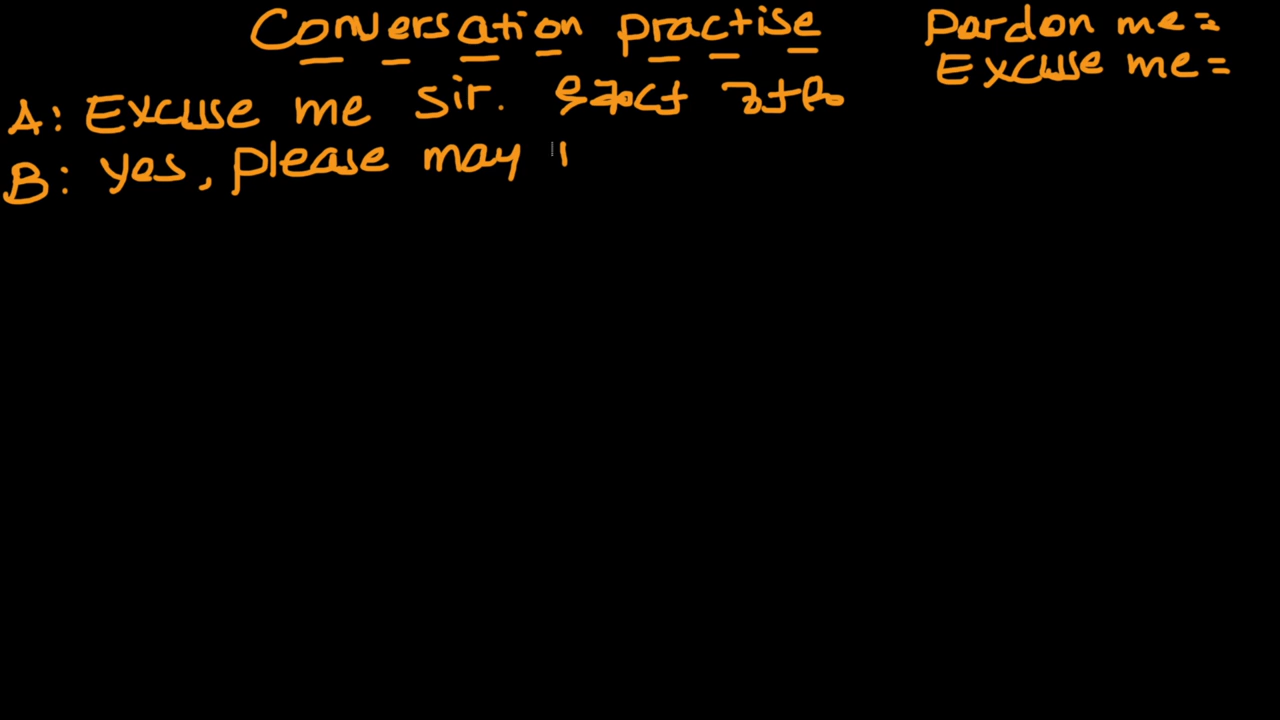 Conversation practise
Pardon me =
Excuse me =
A: Excuse me Sir.
B: yes, please may I